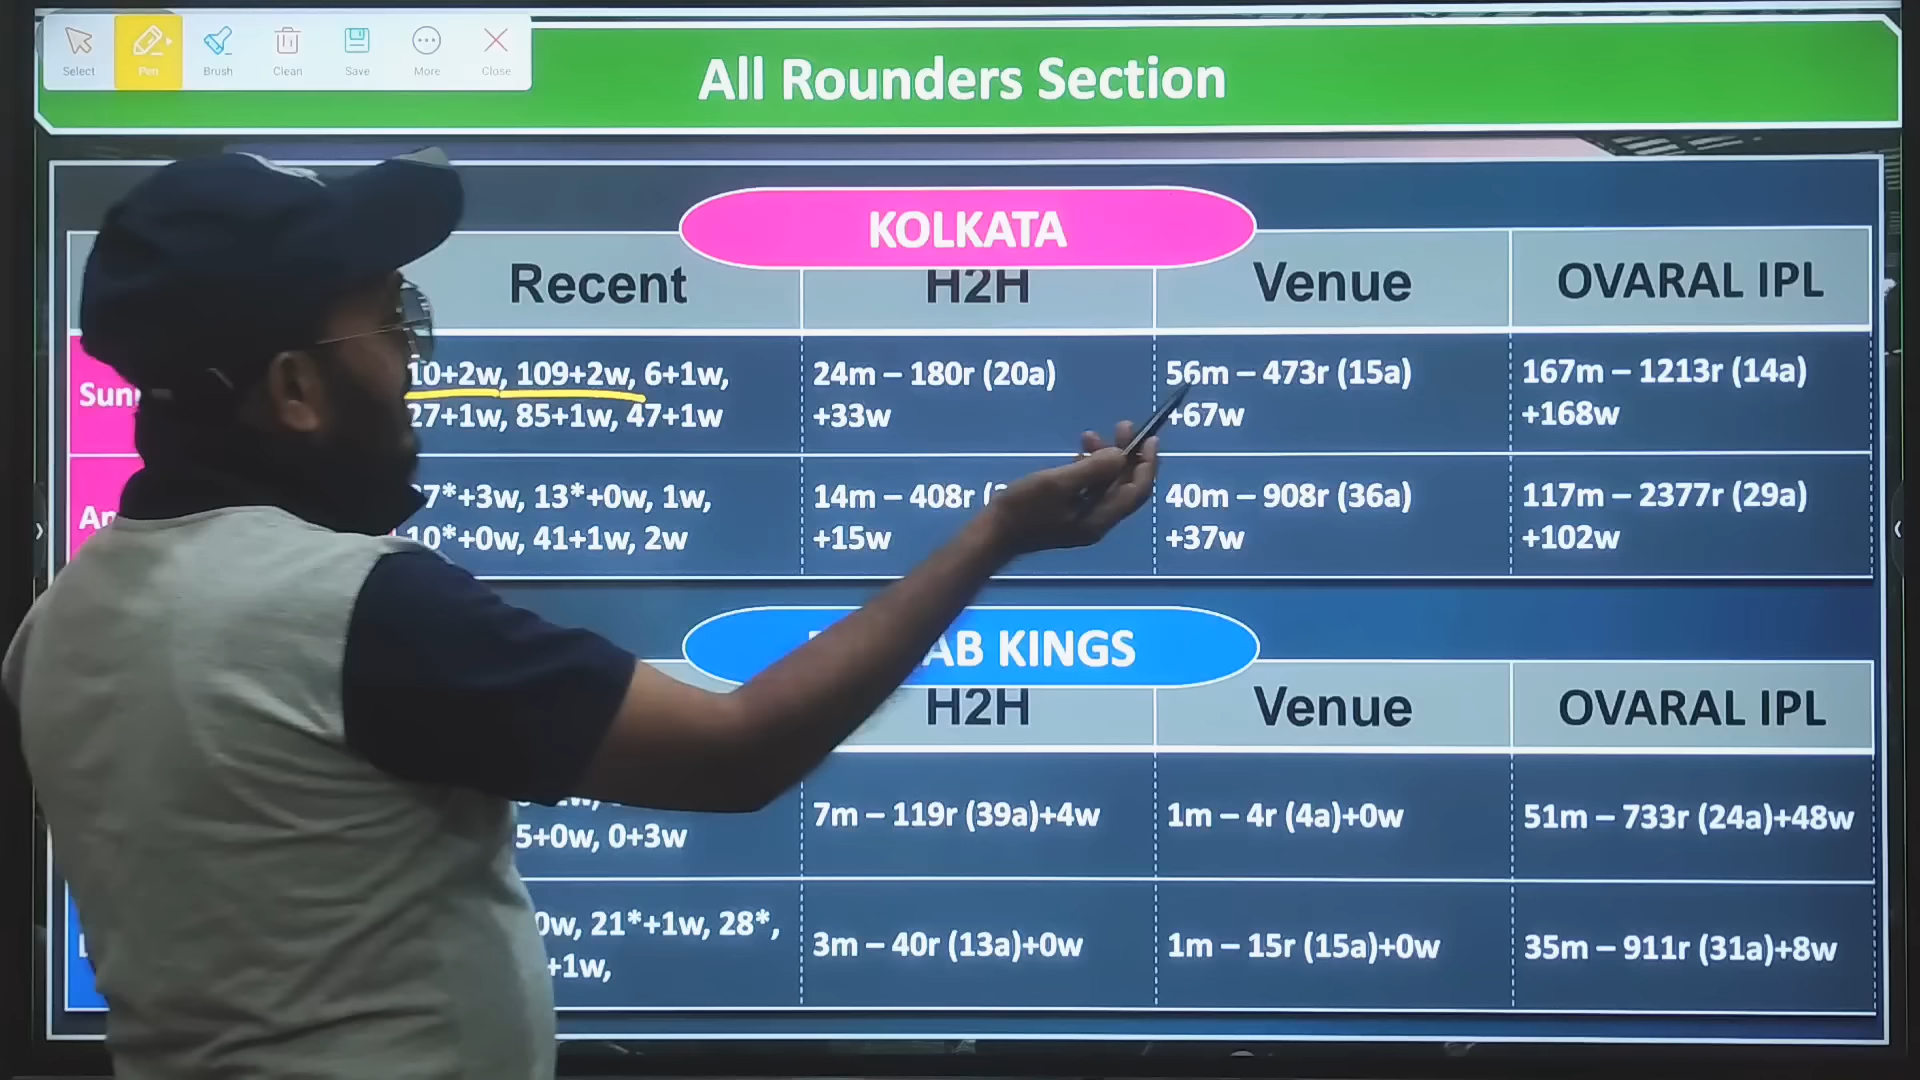 Select Pen Brush Clean Save More Close
All Rounders Section
KOLKATA
Recent H2H Venue OVARAL IPL
10+2w, 109+2w, 6+1w,
27+1w, 85+1w, 47+1w
24m – 180r (20a)
+33w
56m – 473r (15a)
+67w
167m – 1213r (14a)
+168w
7*+3w, 13*+0w, 1w,
10*+0w, 41+1w, 2w
14m – 408r
+15w
40m – 908r (36a)
+37w
117m – 2377r (29a)
+102w
KINGS
H2H Venue OVARAL IPL
5+0w, 0+3w
7m – 119r (39a)+4w
1m – 4r (4a)+0w
51m – 733r (24a)+48w
0w, 21*+1w, 28*,
+1w,
3m – 40r (13a)+0w
1m – 15r (15a)+0w
35m – 911r (31a)+8w